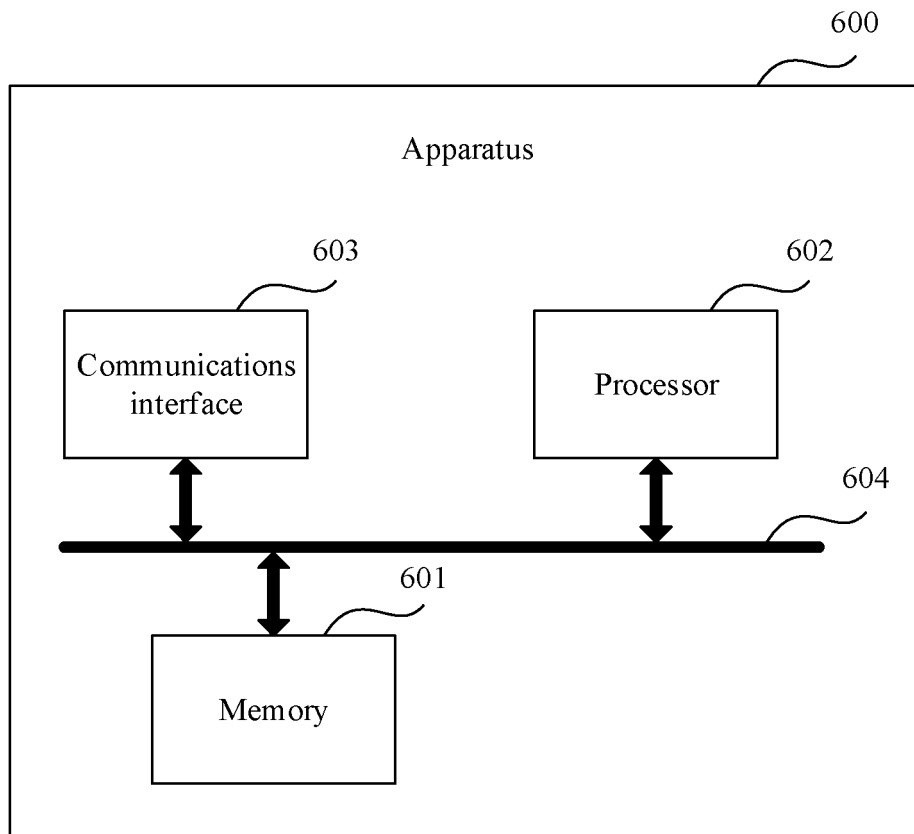 600
Apparatus
603
602
Communications
interface
Processor
604
601
Memory